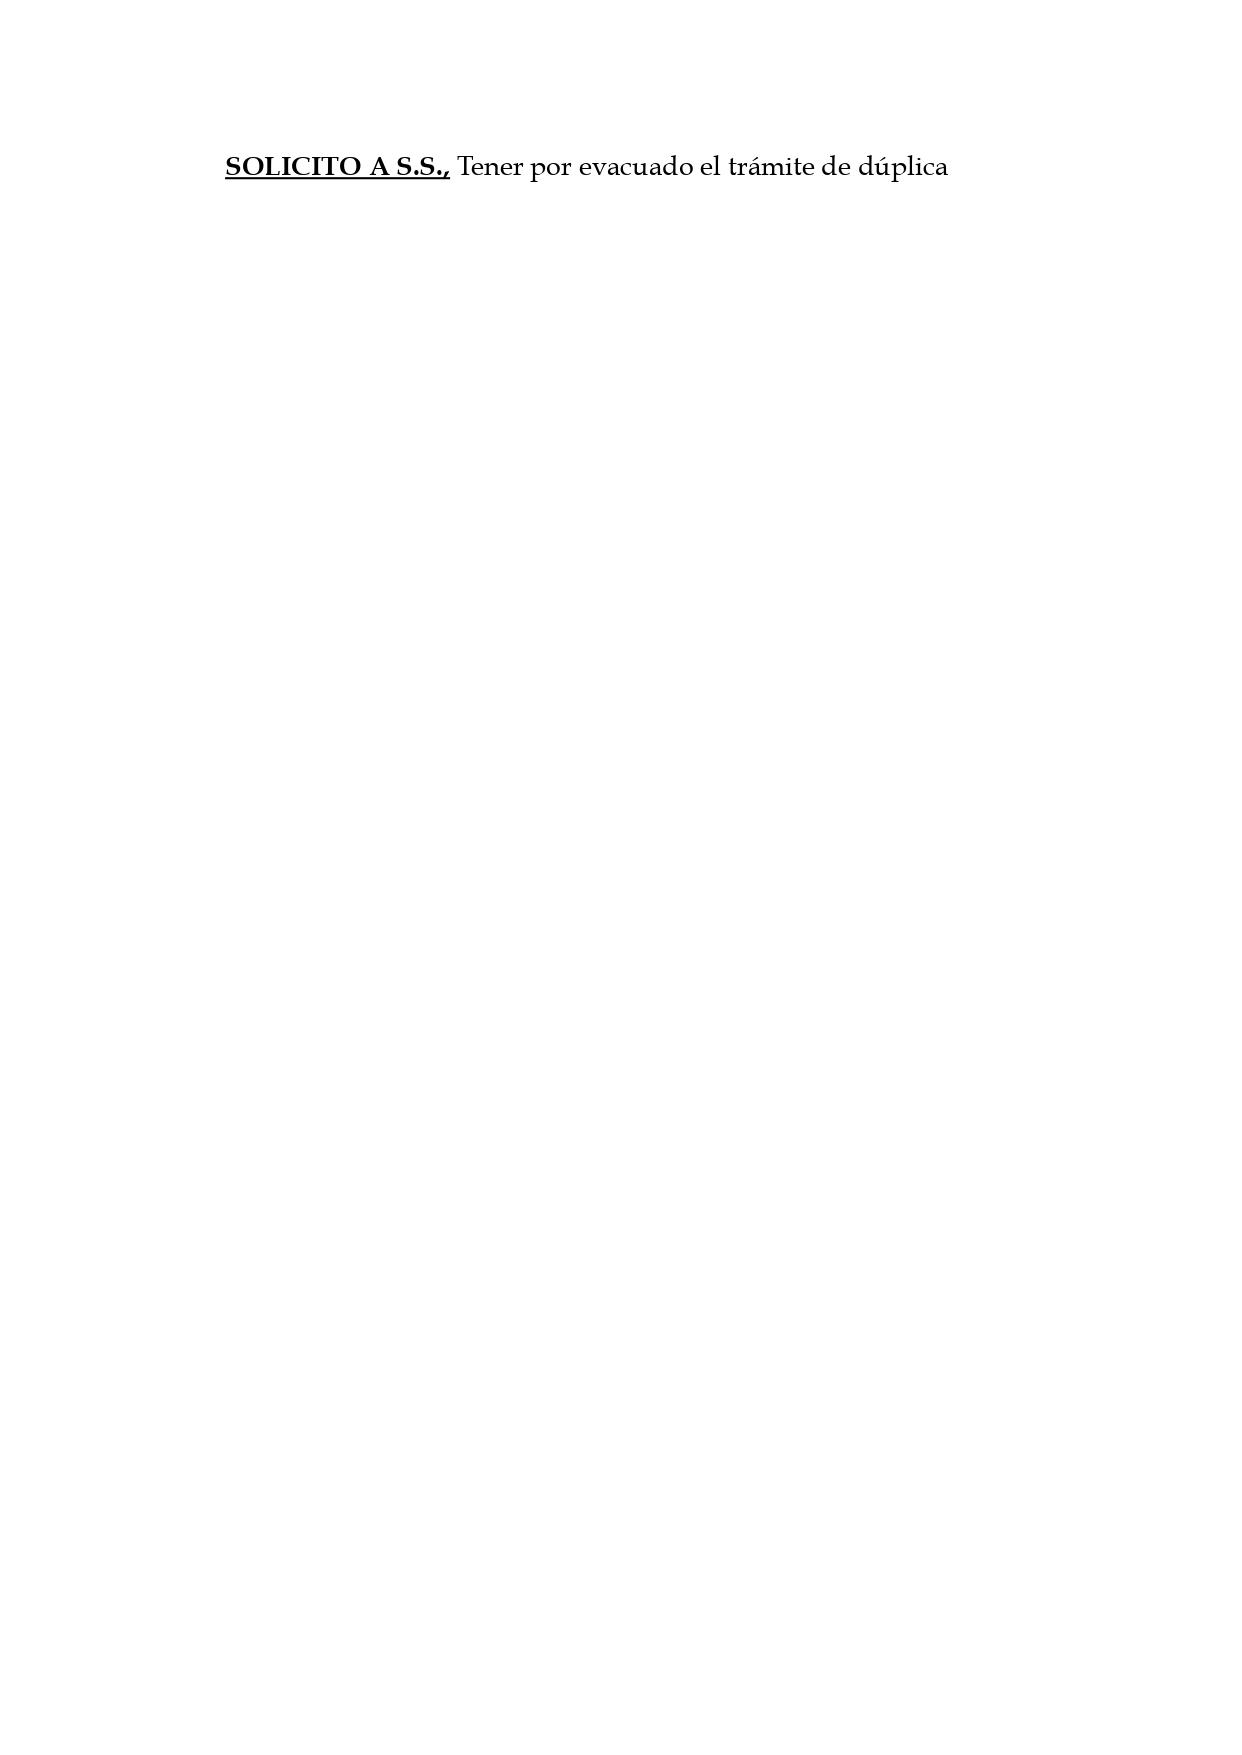 SOLICITO A S.S., Tener por evacuado el trámite de dúplica